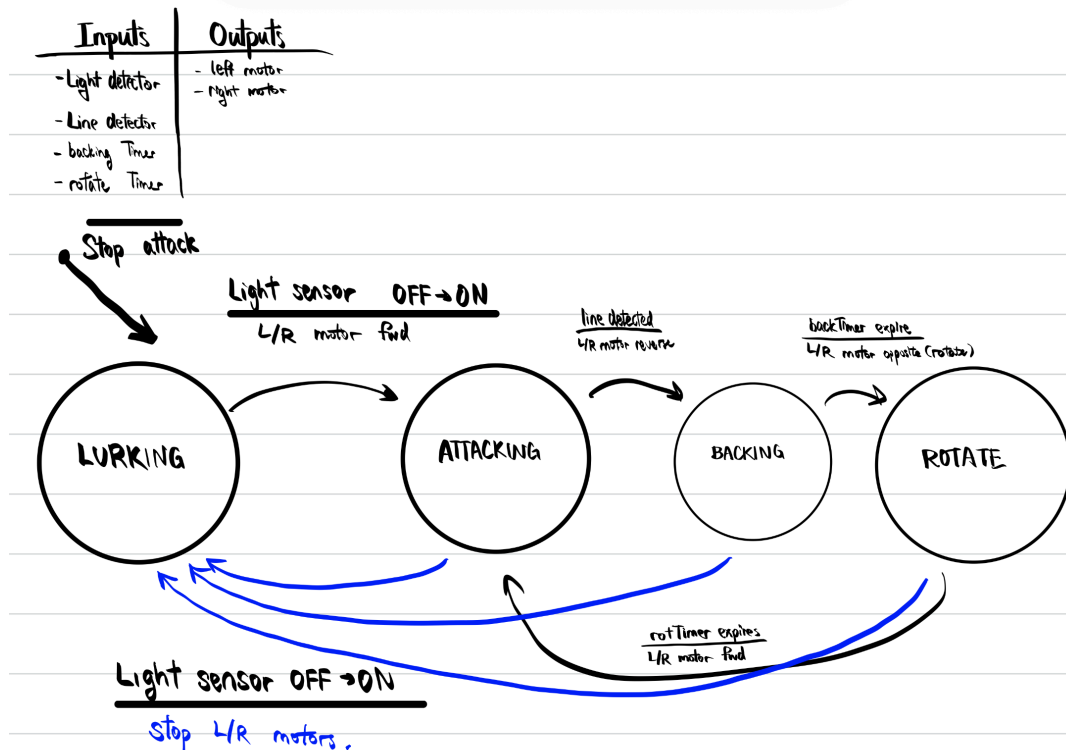 Inputs Outputs
- Light detector
- left motor
- right motor
- Line detector
- backing Timer
- rotate Timer
Stop attack
Light sensor OFF→ON
L/R motor fwd
line detected
L/R motor reverse
backTimer expire
L/R motor opposite (rotate)
LURKING
ATTACKING
BACKING
ROTATE
rotTimer expires
L/R motor fwd
Light sensor OFF→ON
Stop L/R motors.